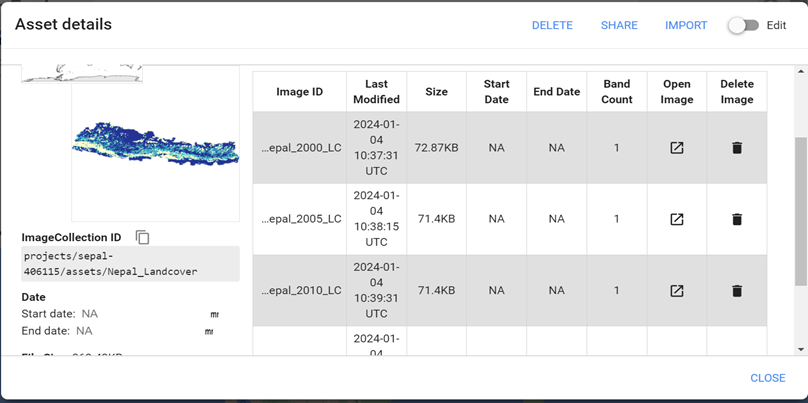 Asset details
DELETE
SHARE
IMPORT
Edit
Image ID
Last
Modified
Size
Start
Date
End Date
Band
Count
Open
Image
Delete
Image
...epal_2000_LC
2024-01-
04
10:37:31
UTC
72.87KB
NA
NA
1
...epal_2005_LC
2024-01-
04
10:38:15
UTC
71.4KB
NA
NA
1
...epal_2010_LC
2024-01-
04
10:39:31
UTC
71.4KB
NA
NA
1
2024-01-
04
ImageCollection ID
projects/sepal-
406115/assets/Nepal_Landcover
Date
Start date: NA
End date: NA
CLOSE